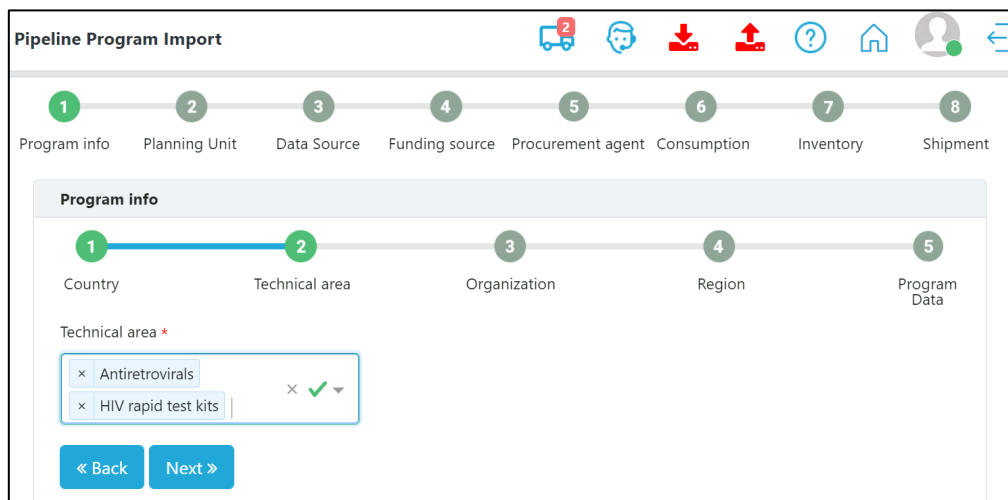 Pipeline Program Import
2
?
1 2 3 4 5 6 7 8
Program info Planning Unit Data Source Funding source Procurement agent Consumption Inventory Shipment
Program info
1 2 3 4 5
Country Technical area Organization Region Program
Data
Technical area *
× Antiretrovirals
× HIV rapid test kits
« Back Next »